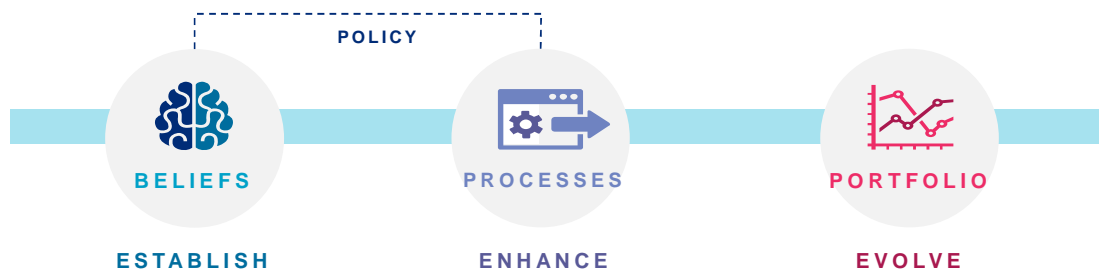 POLICY
BELIEFS
PROCESSES
PORTFOLIO
ESTABLISH
ENHANCE
EVOLVE